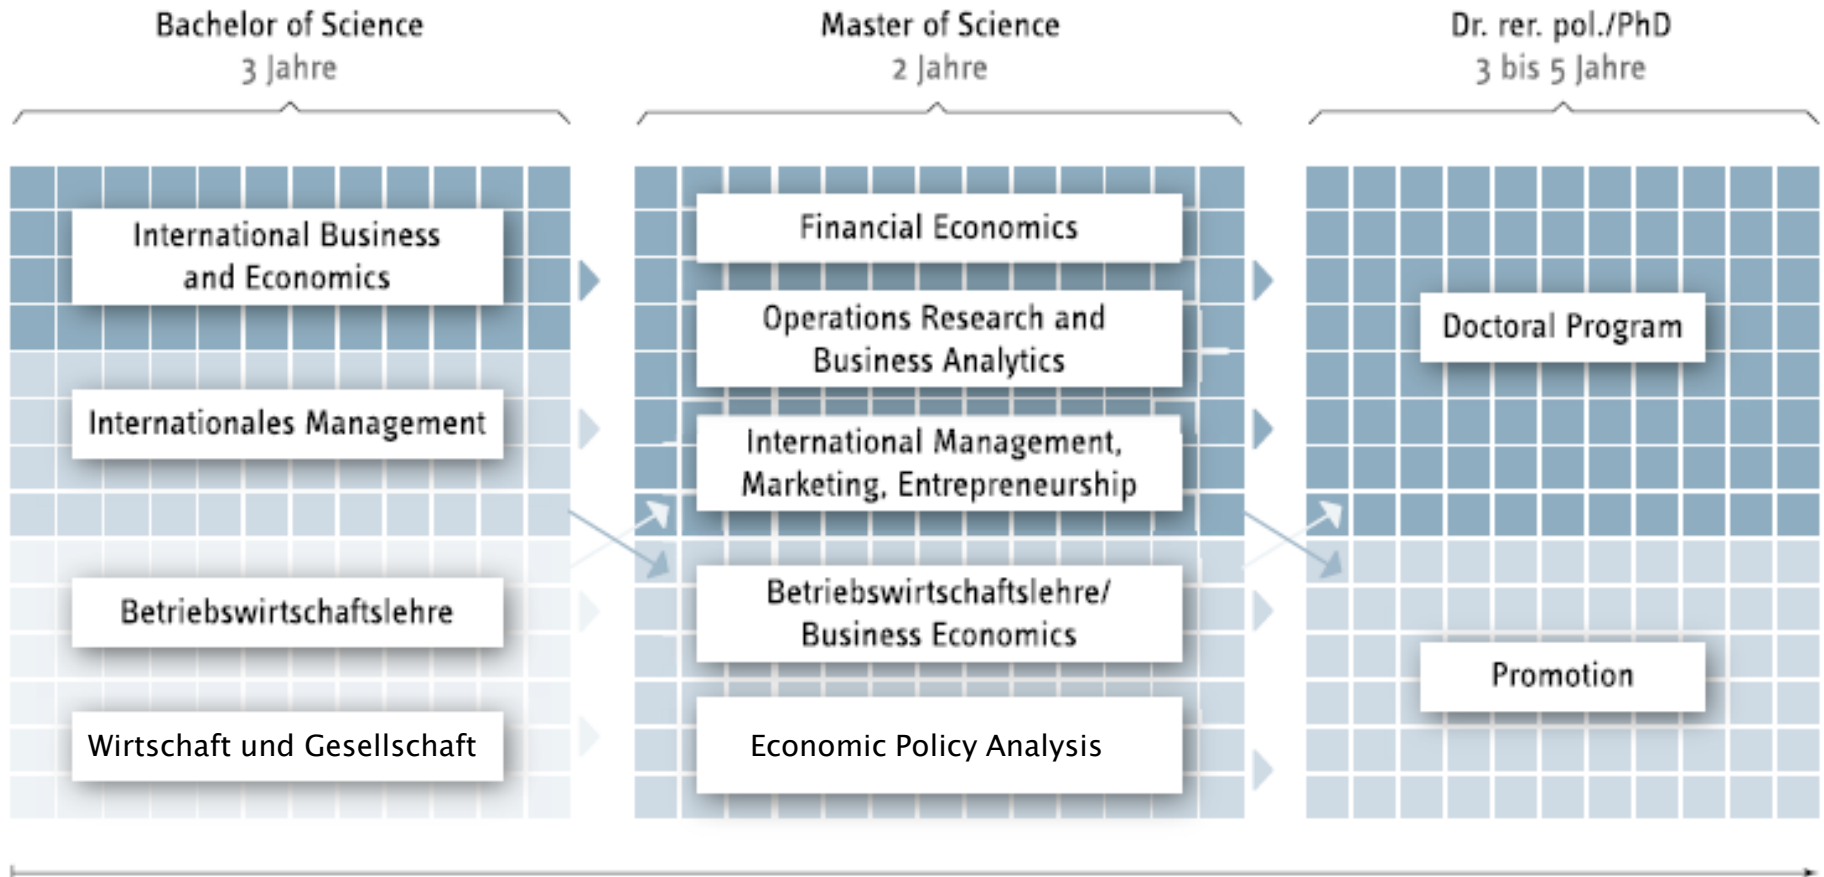 Bachelor of Science
3 Jahre
Master of Science
2 Jahre
Dr. rer. pol./PhD
3 bis 5 Jahre
International Business
and Economics
Internationales Management
Betriebswirtschaftslehre
Wirtschaft und Gesellschaft
Financial Economics
Operations Research and
Business Analytics
International Management,
Marketing, Entrepreneurship
Betriebswirtschaftslehre/
Business Economics
Economic Policy Analysis
Doctoral Program
Promotion